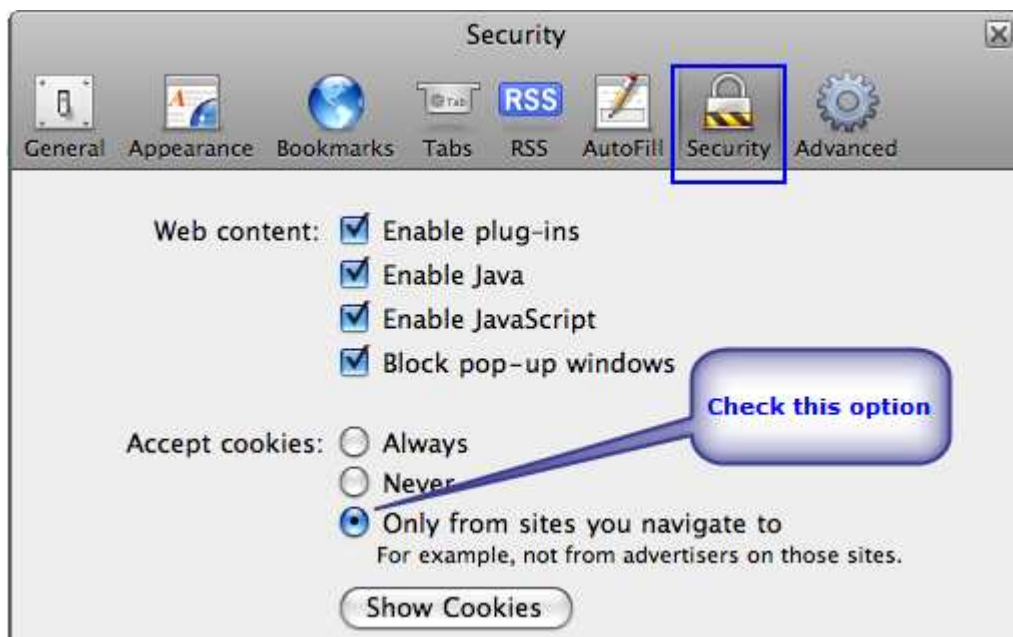 Security
General Appearance Bookmarks Tabs RSS AutoFill Security Advanced
Tab
RSS
Web content: Enable plug-ins
Enable Java
Enable JavaScript
Block pop-up windows
Check this option
Accept cookies: Always
Never
Only from sites you navigate to
For example, not from advertisers on those sites.
Show Cookies